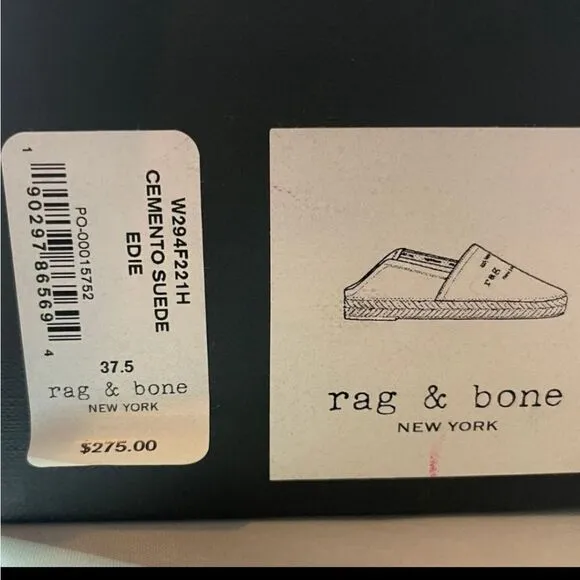 W294F221H
CEMENTO SUEDE
EDIE
PO-00015752
1 90297 86569 4
37.5
rag & bone
NEW YORK
$275.00
rag
rag & bone
NEW YORK